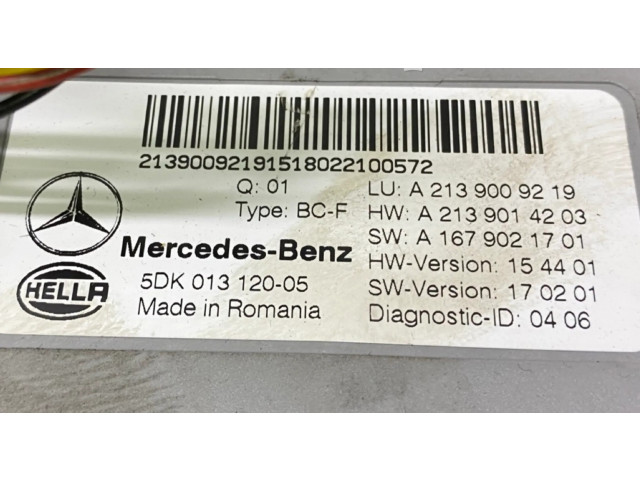 21390092191518022100572
Q: 01
Type: BC-F
Mercedes-Benz
HELLA
5DK 013 120-05
Made in Romania
LU: A 213 900 92 19
HW: A 213 901 42 03
SW: A 167 902 17 01
HW-Version: 15 44 01
SW-Version: 17 02 01
Diagnostic-ID: 04 06